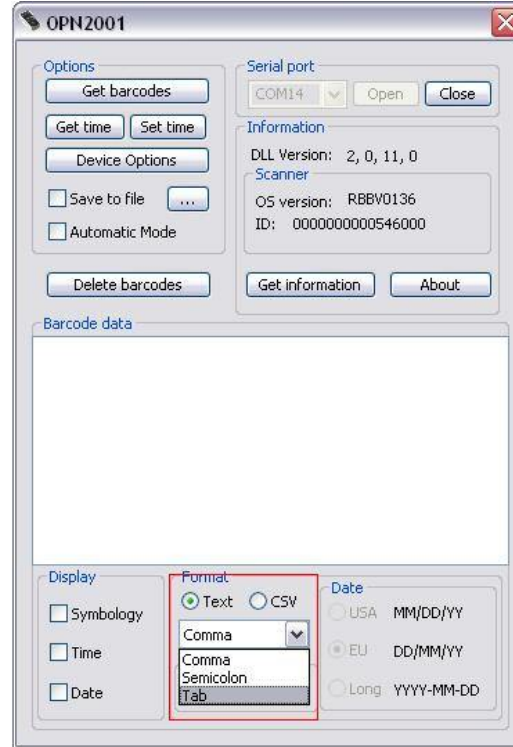 OPN2001
Options
Get barcodes
Get time Set time
Device Options
Save to file ...
Automatic Mode
Delete barcodes
Serial port
COM14 Open Close
Information
DLL Version: 2, 0, 11, 0
Scanner
OS version: RBBV0136
ID: 0000000000546000
Get information About
Barcode data
Display
Symbology
Time
Date
Format
Text CSV
Comma
Comma
Semicolon
Tab
Date
USA MM/DD/YY
EU DD/MM/YY
Long YYYY-MM-DD